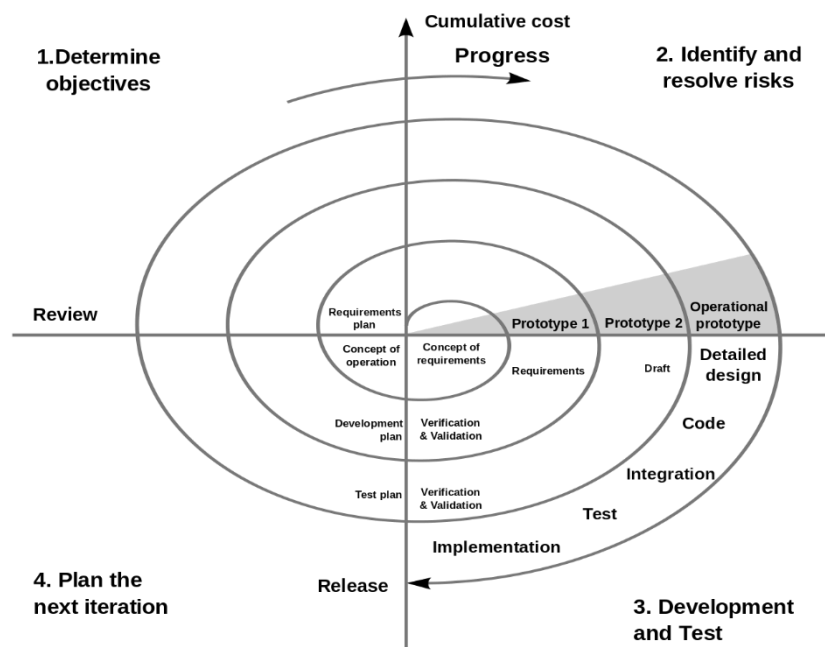 Cumulative cost
1.Determine
objectives
Progress
2. Identify and
resolve risks
Review
Requirements
plan
Prototype 1
Prototype 2
Operational
prototype
Concept of
operation
Concept of
requirements
Requirements
Draft
Detailed
design
Development
plan
Verification
& Validation
Code
Test plan
Verification
& Validation
Integration
Test
Implementation
4. Plan the
next iteration
Release
3. Development
and Test